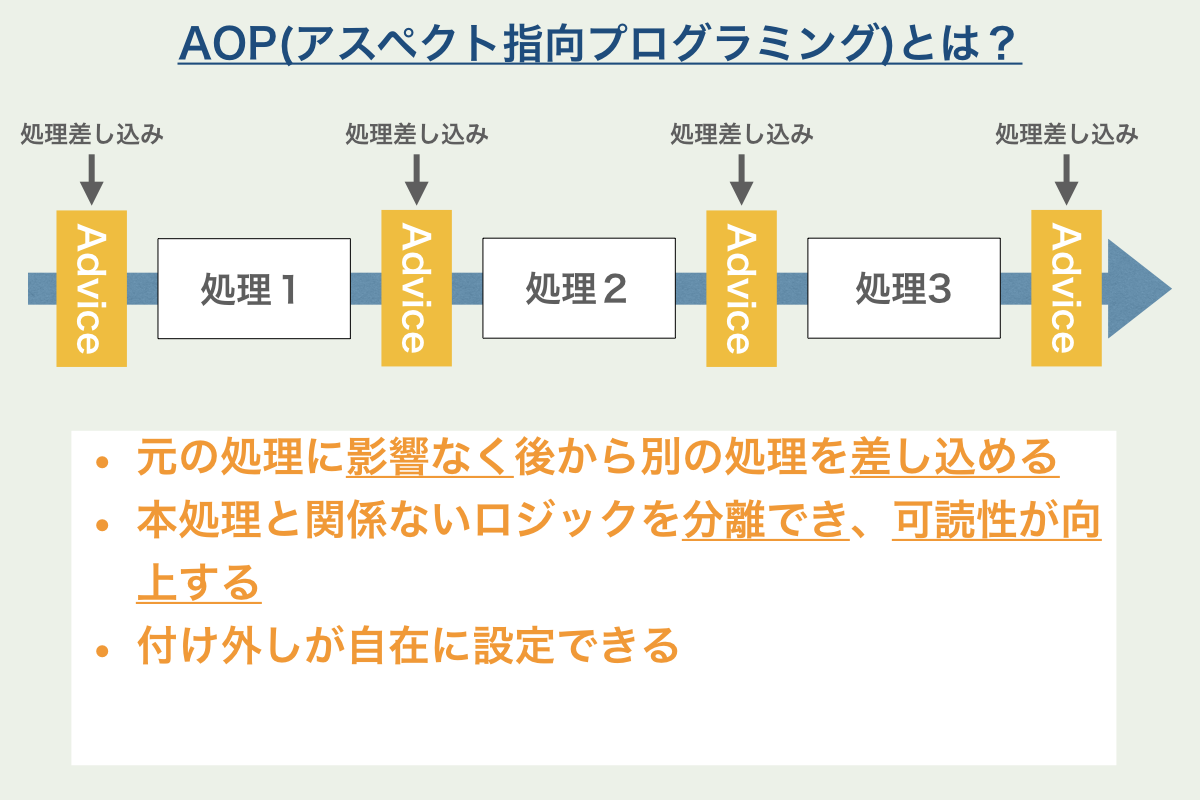 AOP(アスペクト指向プログラミング)とは？
処理差し込み
処理差し込み
処理差し込み
処理差し込み
Advice
処理１
Advice
処理２
Advice
処理3
Advice
• 元の処理に影響なく後から別の処理を差し込める
• 本処理と関係ないロジックを分離でき、可読性が向
上する
• 付け外しが自在に設定できる